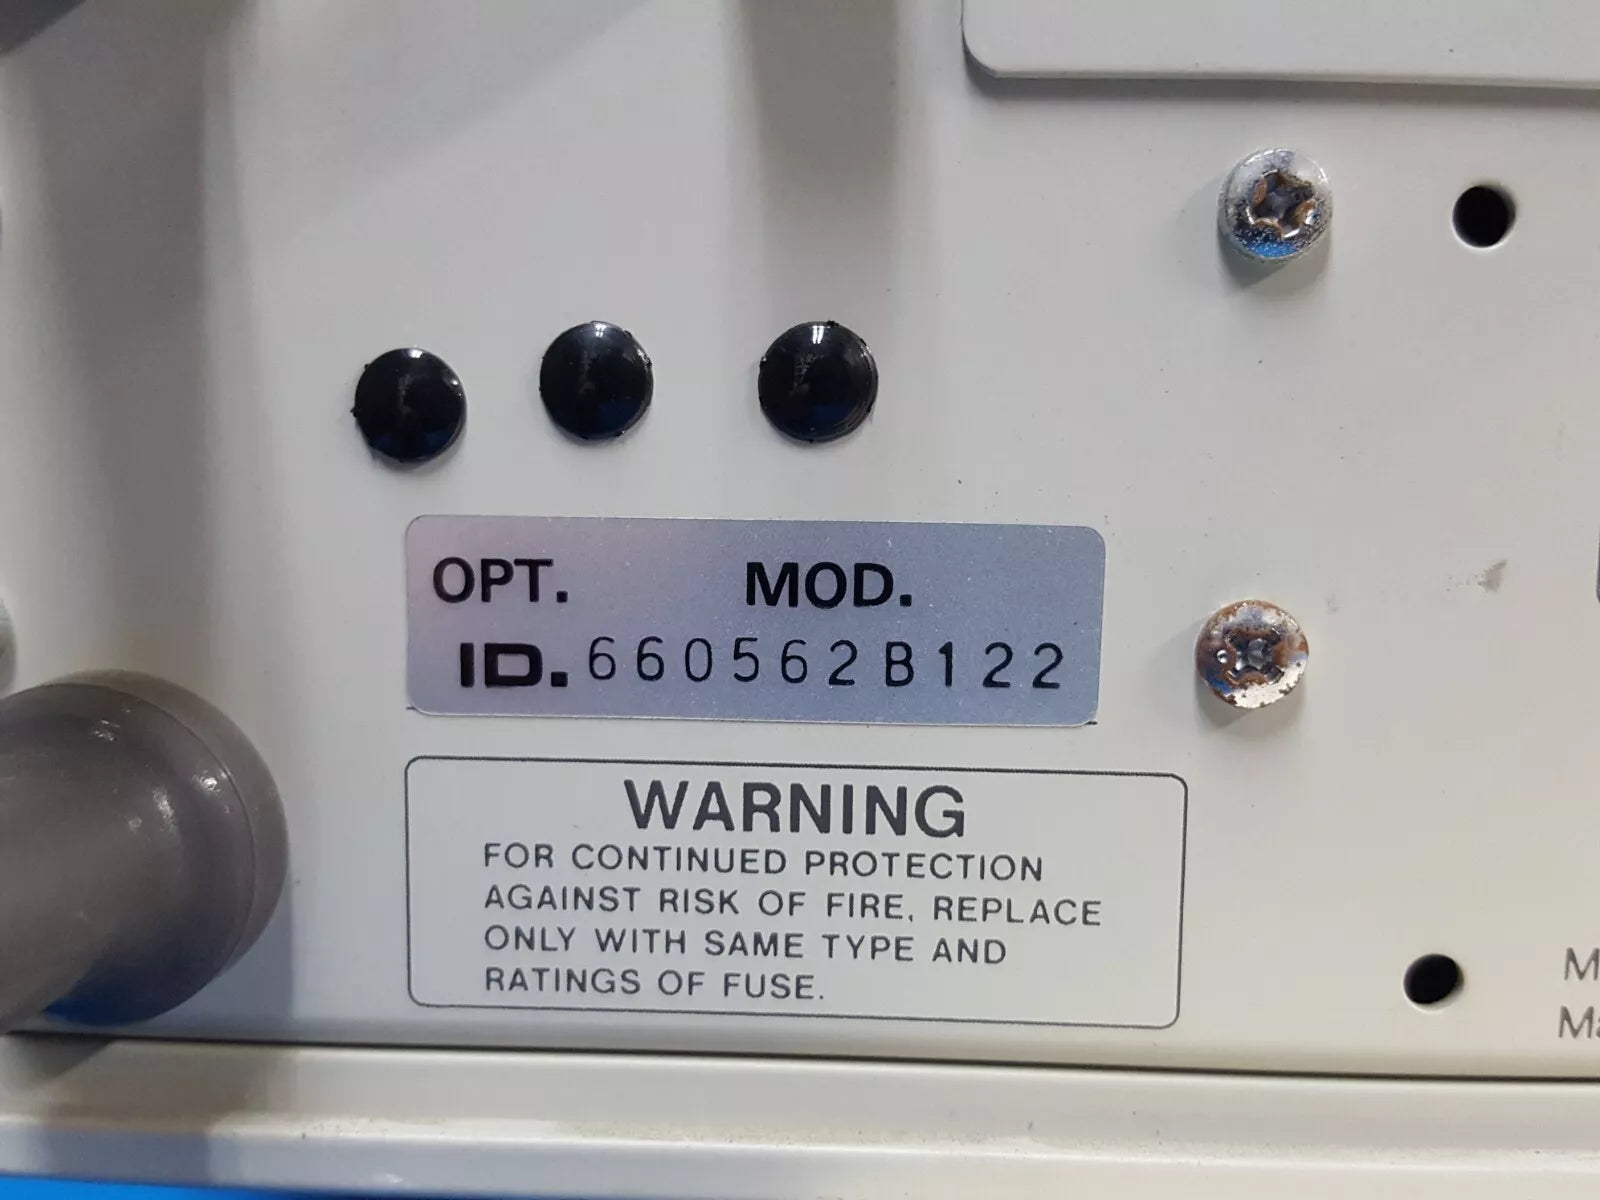 OPT. MOD.
ID. 660562B122
WARNING
FOR CONTINUED PROTECTION
AGAINST RISK OF FIRE, REPLACE
ONLY WITH SAME TYPE AND
RATINGS OF FUSE.